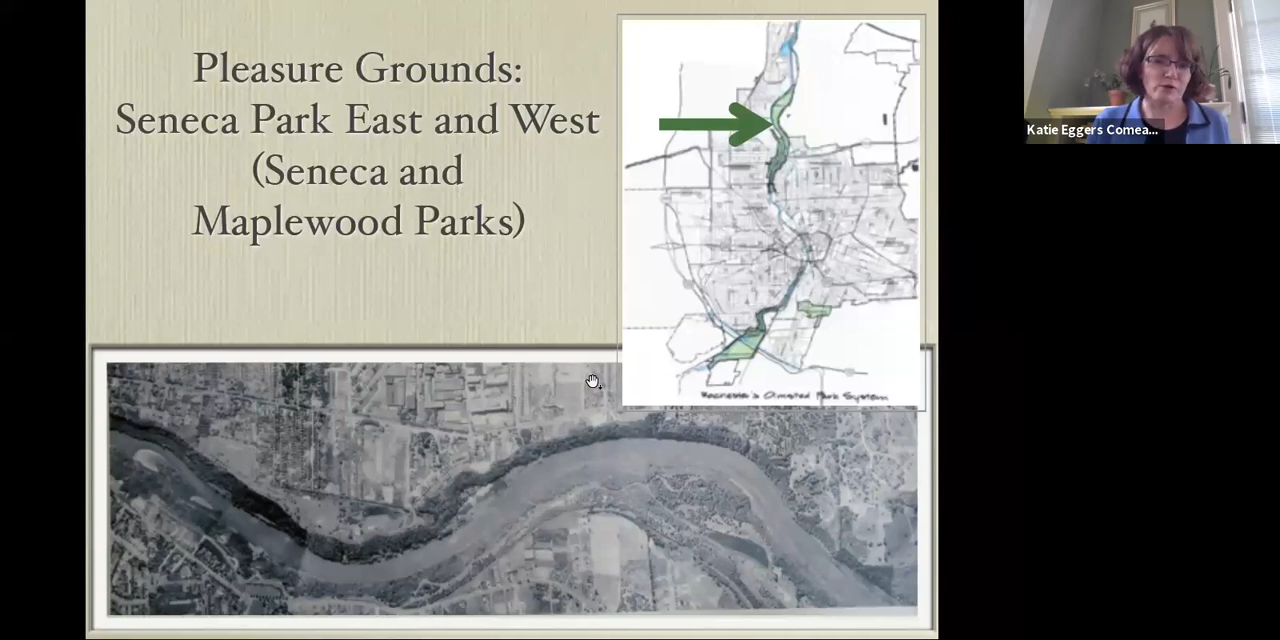 Pleasure Grounds:
Seneca Park East and West
(Seneca and
Maplewood Parks)
Rochester's Olmsted Park System
Katie Eggers Comea...